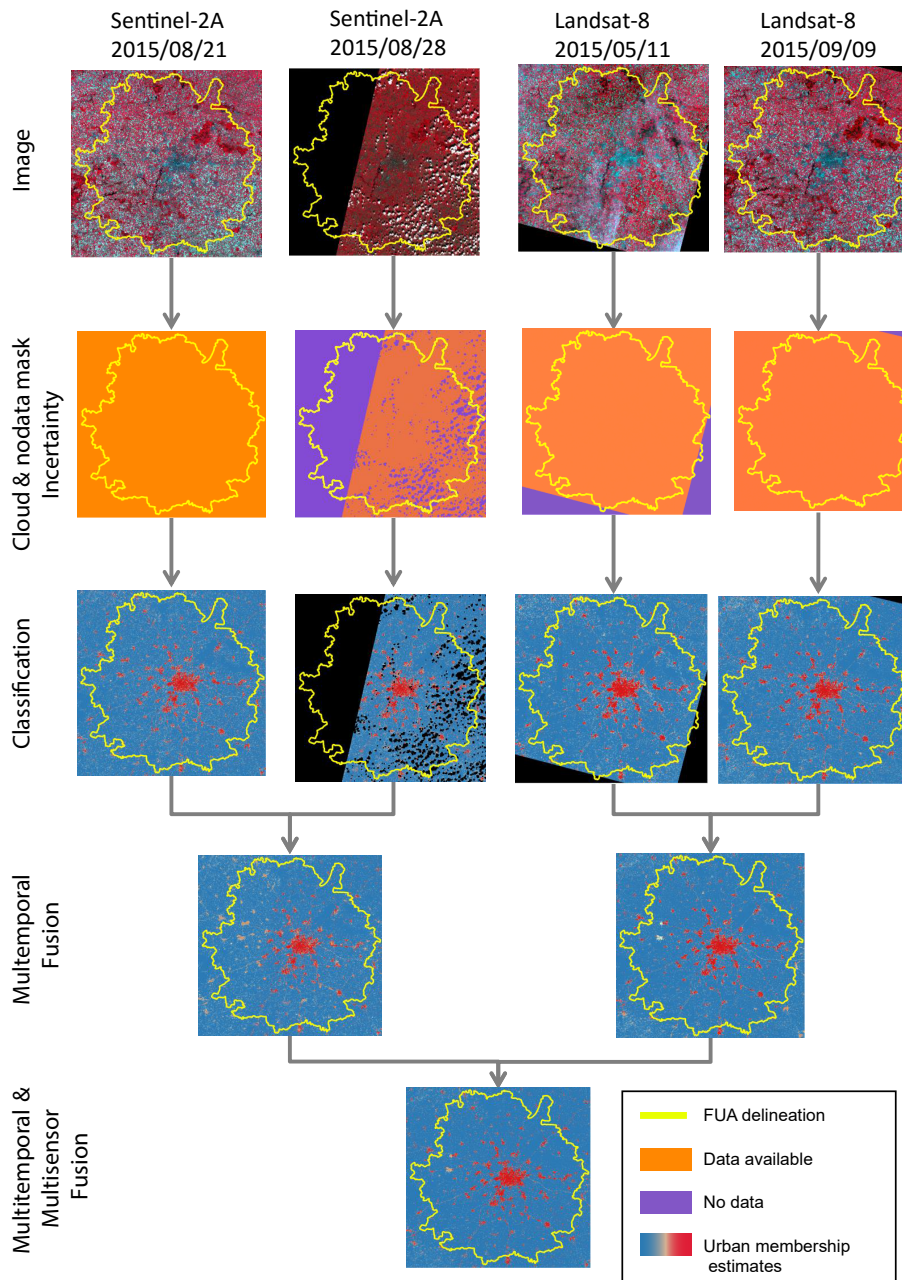 Sentinel-2A
2015/08/21
Sentinel-2A
2015/08/28
Landsat-8
2015/05/11
Landsat-8
2015/09/09
Image
Cloud & nodata mask
Incertainty
Classification
Multemporal
Fusion
Multitemporal &
Multisensor
Fusion
FUA delineation
Data available
No data
Urban membership
estimates